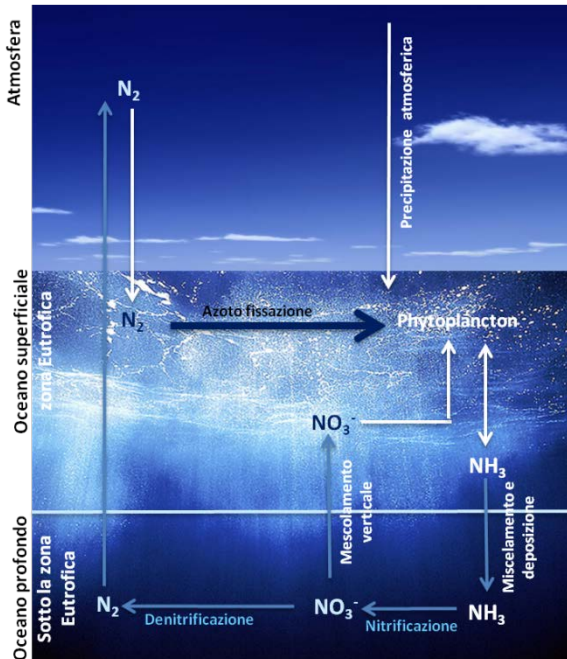 Atmosfera
N₂
Precipitazione atmosferica
Oceano superficiale
zona Eutrofica
N₂
Azoto fissazione
Phytoplancton
NO₃⁻
NH₃
Mescolamento
verticale
Miscelamento e
deposizione
Oceano profondo
Sotto la zona
Eutrofica
N₂
Denitrificazione
NO₃⁻
Nitrificazione
NH₃